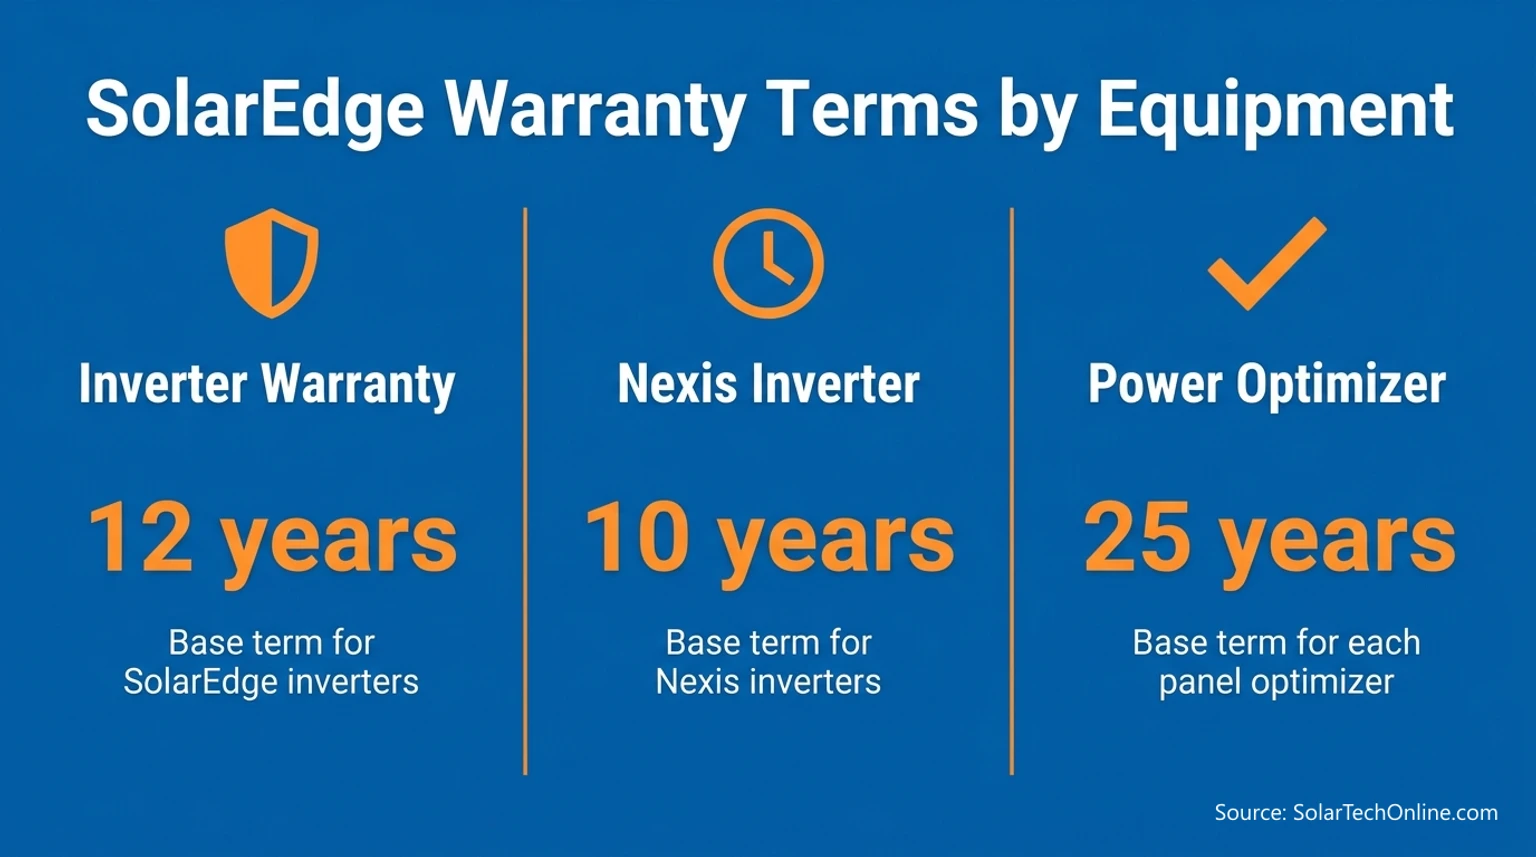 SolarEdge Warranty Terms by Equipment
Inverter Warranty
12 years
Base term for
SolarEdge inverters
Nexis Inverter
10 years
Base term for
Nexis inverters
Power Optimizer
25 years
Base term for each
panel optimizer
Source: SolarTechOnline.com